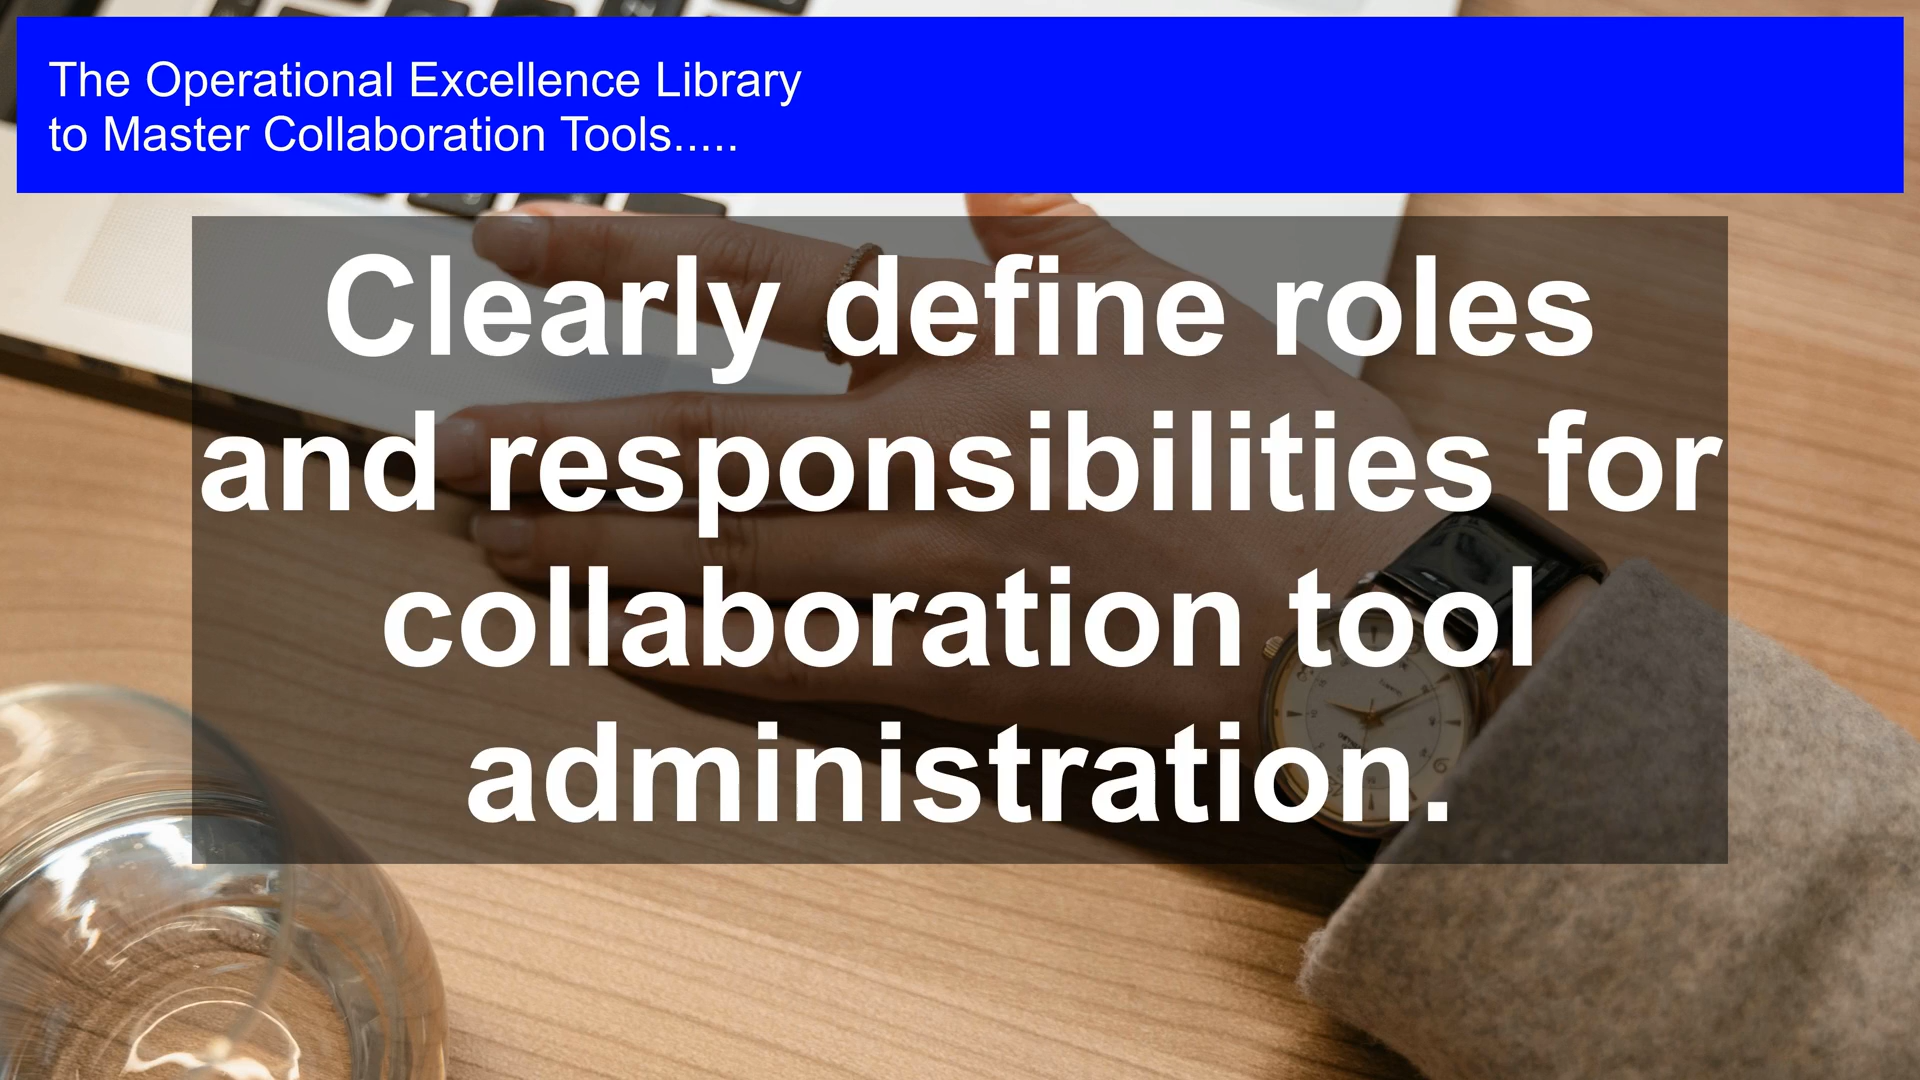 The Operational Excellence Library
to Master Collaboration Tools.....
Clearly define roles
and responsibilities for
collaboration tool
administration.